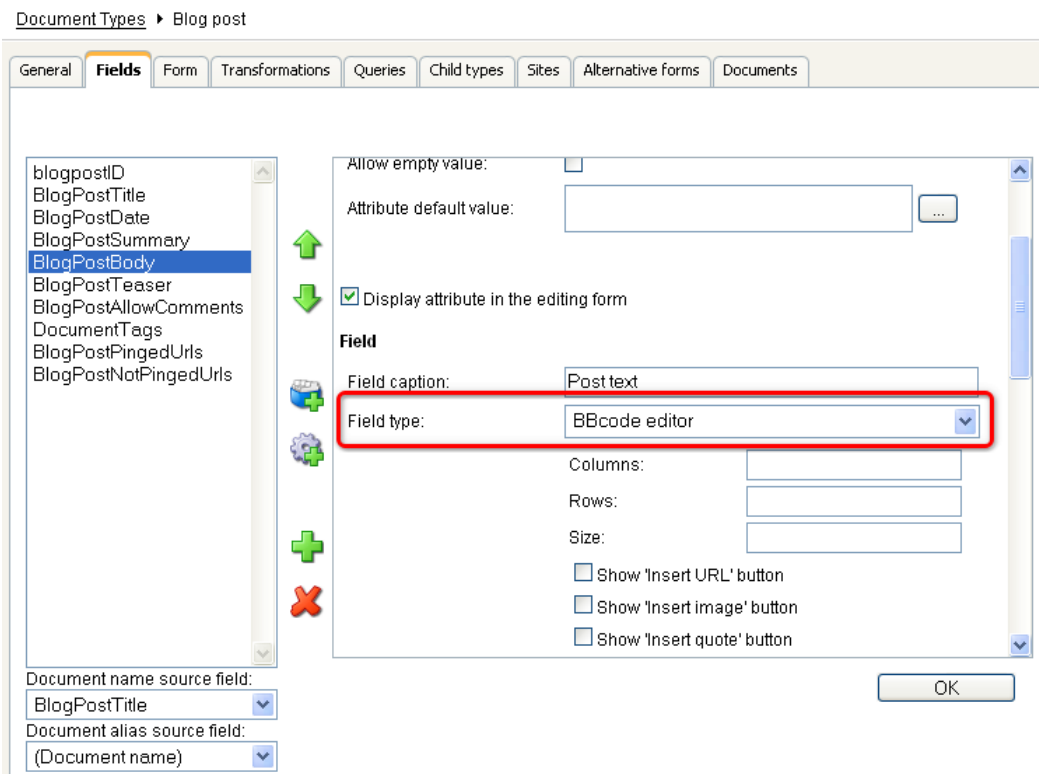 Document Types ▸ Blog post
General Fields Form Transformations Queries Child types Sites Alternative forms Documents
blogpostID
BlogPostTitle
BlogPostDate
BlogPostSummary
BlogPostBody
BlogPostTeaser
BlogPostAllowComments
DocumentTags
BlogPostPingedUrls
BlogPostNotPingedUrls
Allow empty value:
Attribute default value:
...
Display attribute in the editing form
Field
Field caption: Post text
Field type: BBcode editor
Columns:
Rows:
Size:
Show 'Insert URL' button
Show 'Insert image' button
Show 'Insert quote' button
Document name source field:
BlogPostTitle
Document alias source field:
(Document name)
OK